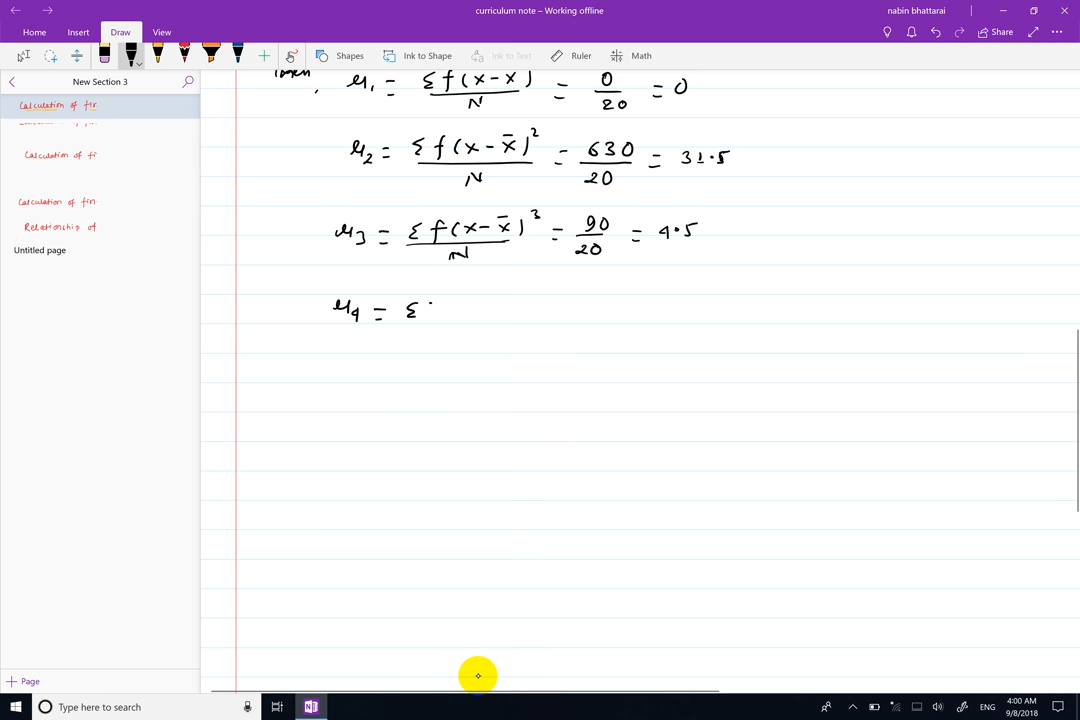 curriculum note – Working offline
nabin bhattarai
Home Insert Draw View
Share
Shapes Ink to Shape Ink to Text Ruler Math
New Section 3
Calculation of fir
Calculation of fi
Calculation of fin
Relationship of
Untitled page
μ₁ = Σf(x-x̄)/N = 0/20 = 0
μ₂ = Σf(x-x̄)²/N = 630/20 = 31.5
μ₃ = Σf(x-x̄)³/N = 90/20 = 4.5
μ₄ = Σ
Page
Type here to search
ENG
4:00 AM
9/8/2018